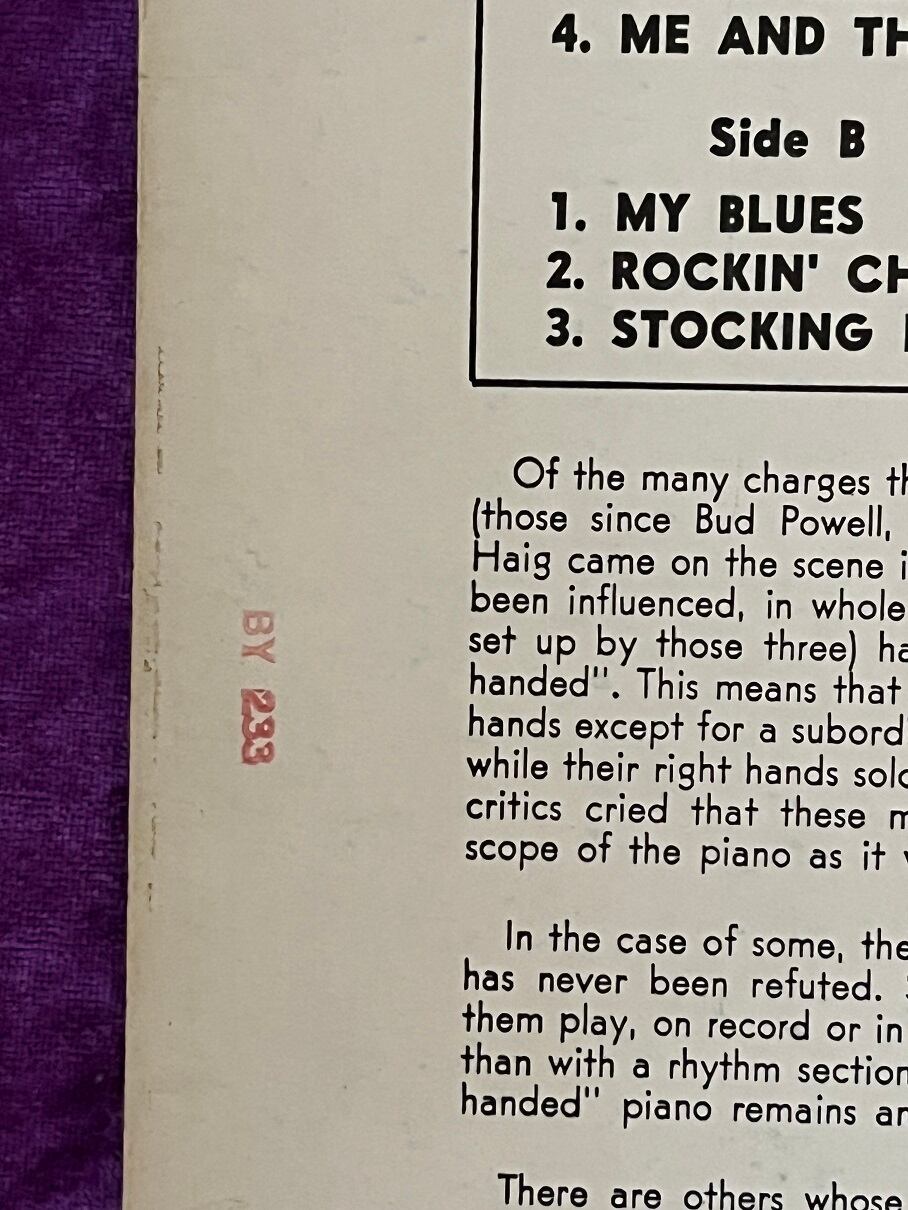 4. ME AND TH
Side B
1. MY BLUES
2. ROCKIN' CH
3. STOCKING
Of the many charges th
(those since Bud Powell,
Haig came on the scene i
been influenced, in whole
set up by those three) ha
handed". This means that
hands except for a subord
while their right hands solo
critics cried that these m
scope of the piano as it
BY 233
In the case of some, the
has never been refuted.
them play, on record or in
than with a rhythm section
handed" piano remains an
There are others whose